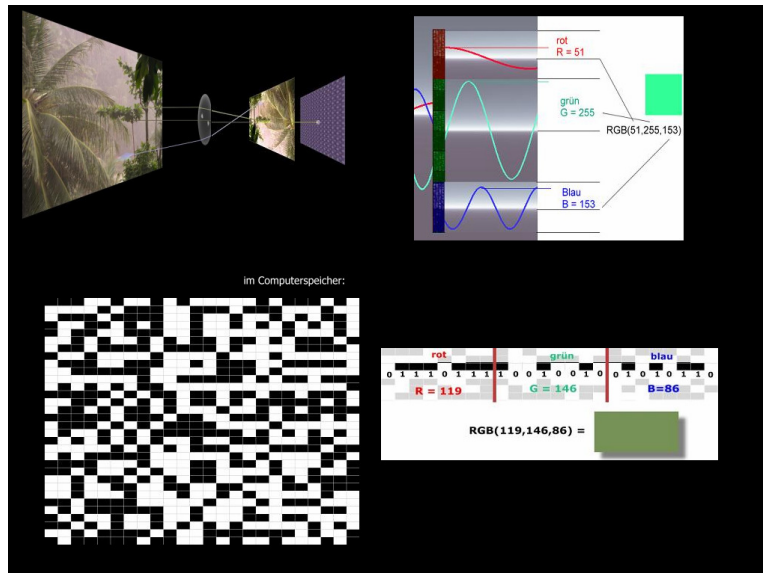 rot
R = 51
grün
G = 255
RGB(51,255,153)
Blau
B = 153
im Computerspeicher:
rot grün blau
0 1 1 1 0 1 1 1 1 0 0 1 0 0 1 0 0 1 0 1 0 1 1 0
R = 119 G = 146 B=86
RGB(119,146,86) =